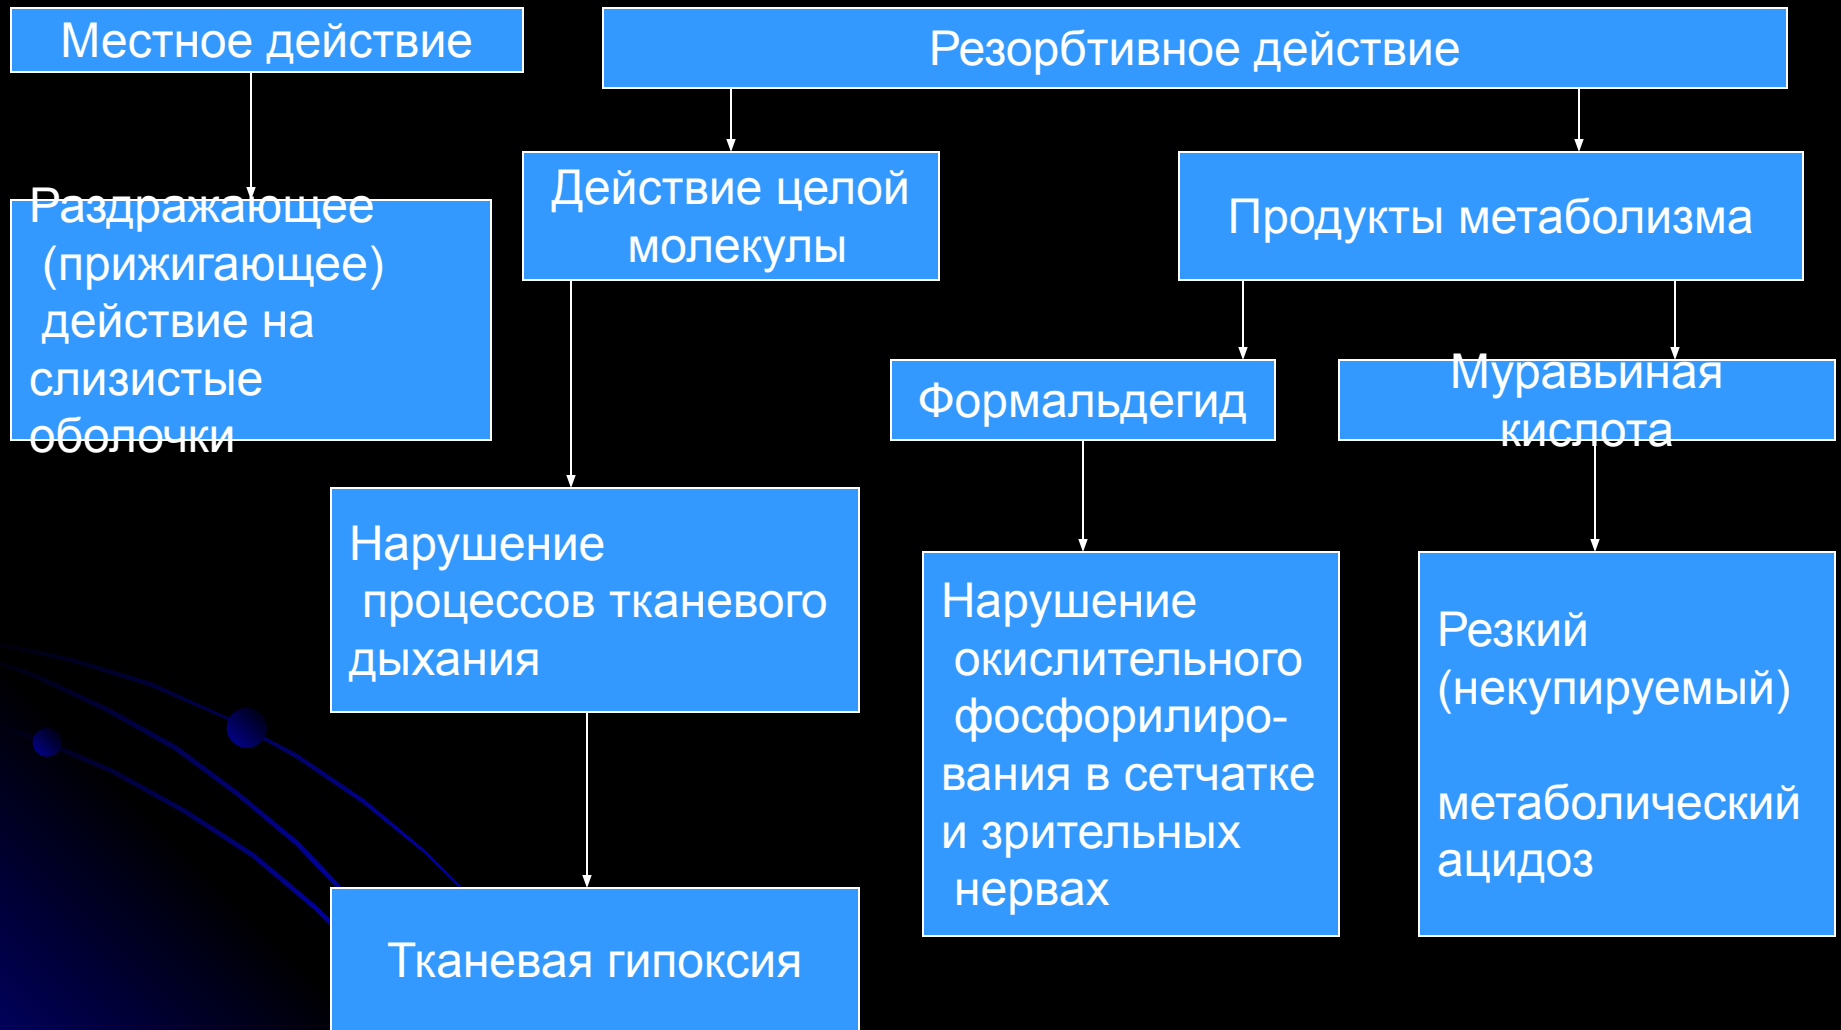 Местное действие
Резорбтивное действие
Раздражающее
(прижигающее)
действие на
слизистые
оболочки
Действие целой
молекулы
Продукты метаболизма
Формальдегид
Муравьиная
кислота
Нарушение
процессов тканевого
дыхания
Нарушение
окислительного
фосфорилиро-
вания в сетчатке
и зрительных
нервах
Резкий
(некупируемый)
метаболический
ацидоз
Тканевая гипоксия